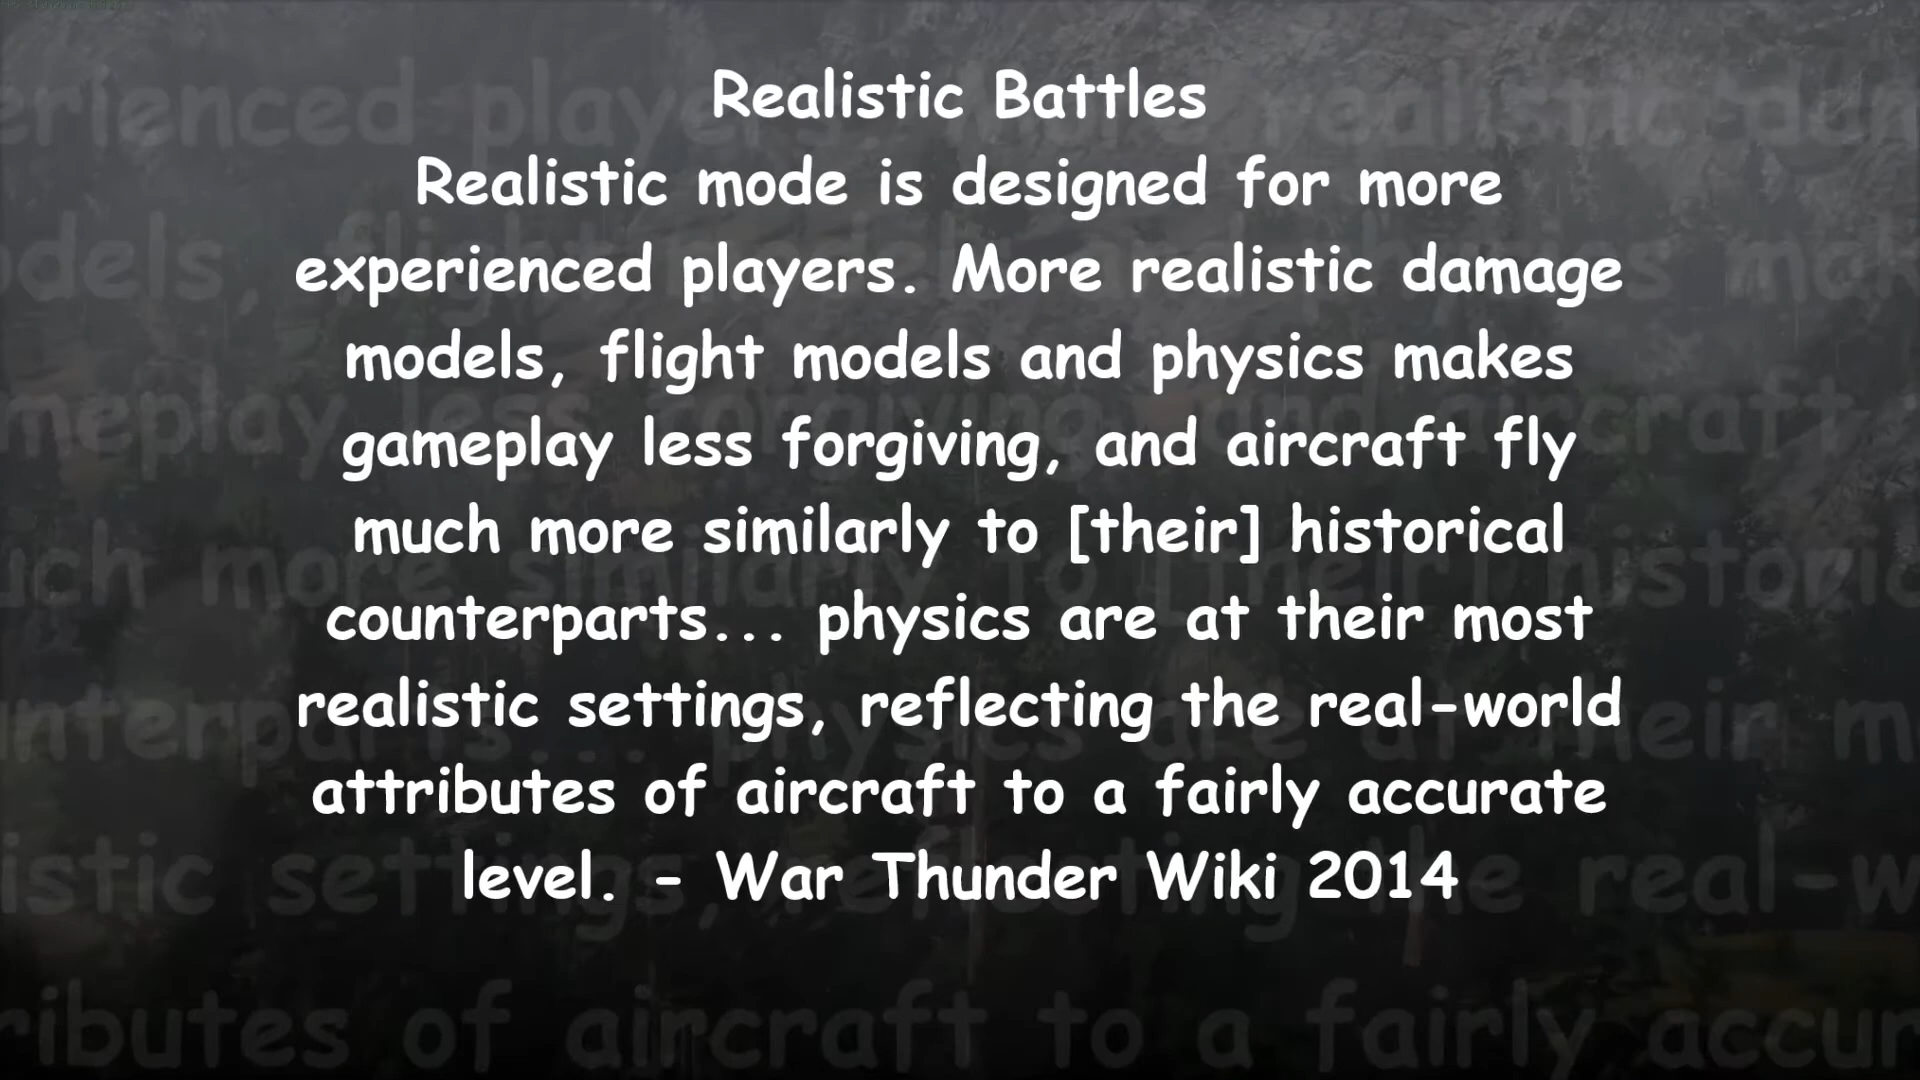 Realistic Battles
Realistic mode is designed for more
experienced players. More realistic damage
models, flight models and physics makes
gameplay less forgiving, and aircraft fly
much more similarly to [their] historical
counterparts... physics are at their most
realistic settings, reflecting the real-world
attributes of aircraft to a fairly accurate
level. - War Thunder Wiki 2014